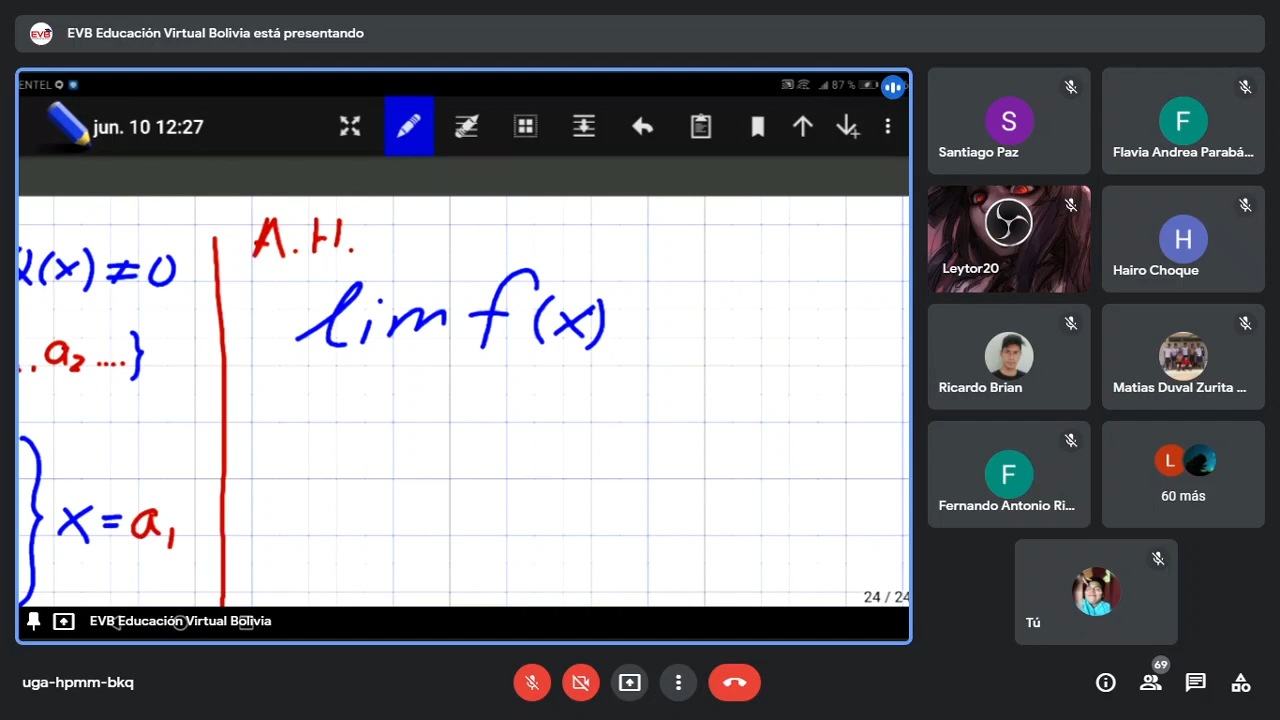 EVB Educación Virtual Bolivia está presentando
EVB
ENTEL
87 %
jun. 10 12:27
A.H.
(x) ≠ 0
lim f(x)
.. a₂ ....}
} x = a₁
24 / 24
EVB Educación Virtual Bolivia
S
Santiago Paz
F
Flavia Andrea Parabá...
Leytor20
H
Hairo Choque
Ricardo Brian
Matias Duval Zurita ...
F
Fernando Antonio Ri...
L
60 más
Tú
uga-hpmm-bkq
69